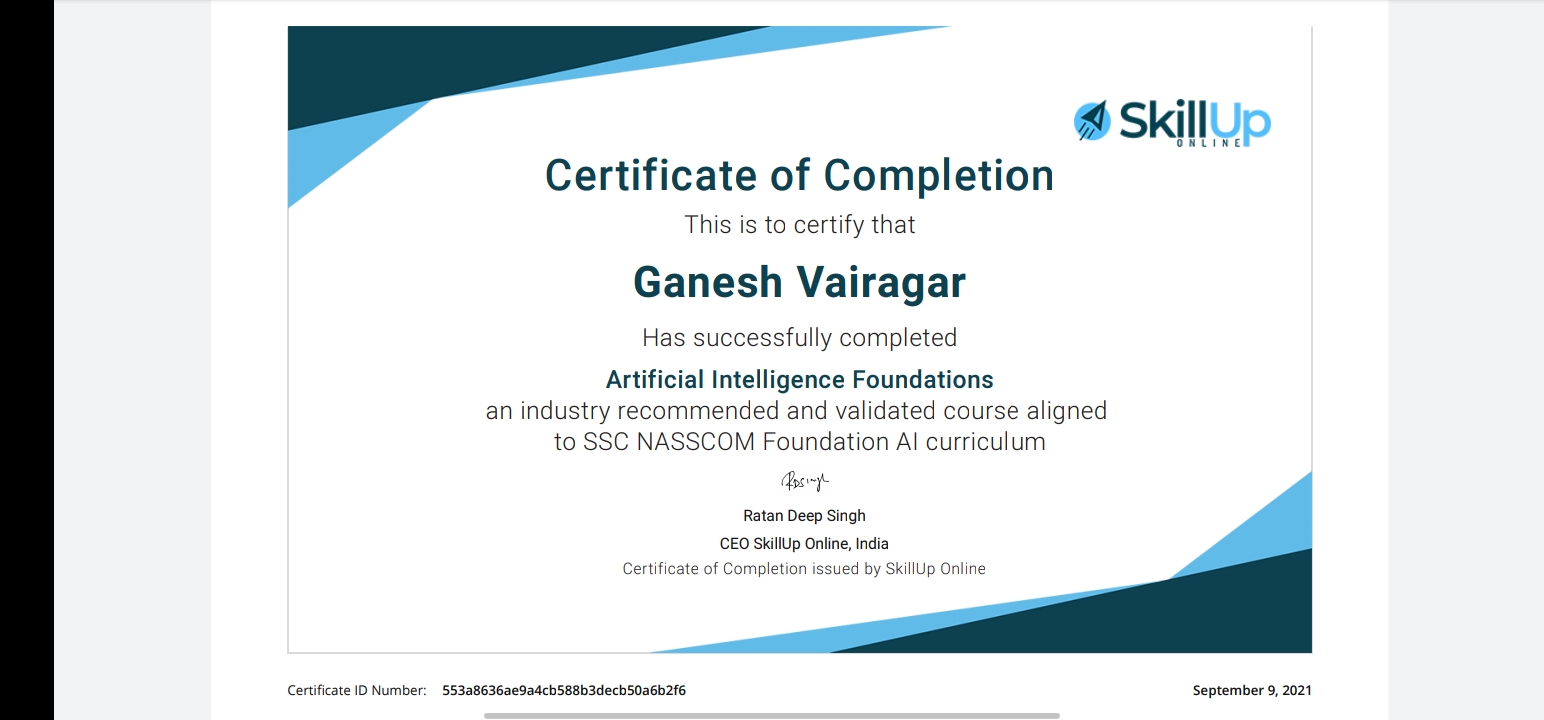 SkillUp
ONLINE
Certificate of Completion
This is to certify that
Ganesh Vairagar
Has successfully completed
Artificial Intelligence Foundations
an industry recommended and validated course aligned
to SSC NASSCOM Foundation AI curriculum
RDSingh
Ratan Deep Singh
CEO SkillUp Online, India
Certificate of Completion issued by SkillUp Online
Certificate ID Number: 553a8636ae9a4cb588b3decb50a6b2f6
September 9, 2021